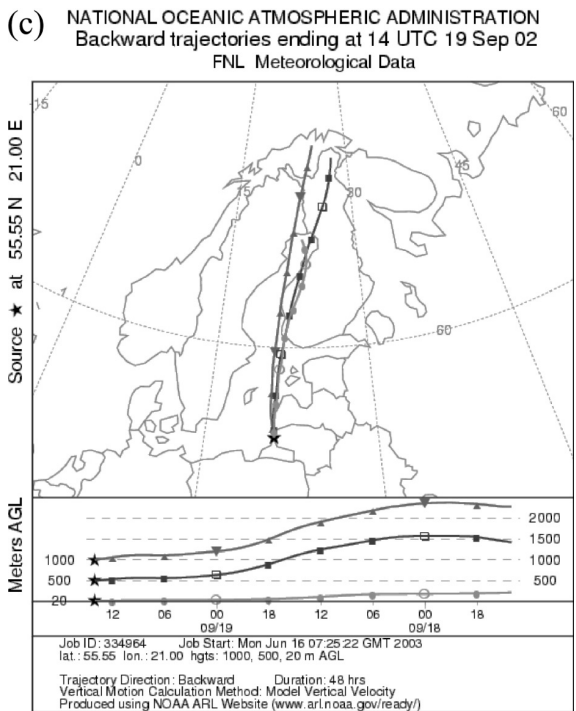 (c) NATIONAL OCEANIC ATMOSPHERIC ADMINISTRATION
Backward trajectories ending at 14 UTC 19 Sep 02
FNL Meteorological Data
Source ★ at 55.55 N 21.00 E
15
0
15
30
45
60
60
Meters AGL
2000
1500
1000 1000
500 500
20
12 06 00 18 12 06 00 18
09/19 09/18
Job ID: 334964 Job Start: Mon Jun 16 07:25:22 GMT 2003
lat.: 55.55 lon.: 21.00 hgts: 1000, 500, 20 m AGL
Trajectory Direction: Backward Duration: 48 hrs
Vertical Motion Calculation Method: Model Vertical Velocity
Produced using NOAA ARL Website (www.arl.noaa.gov/ready/)